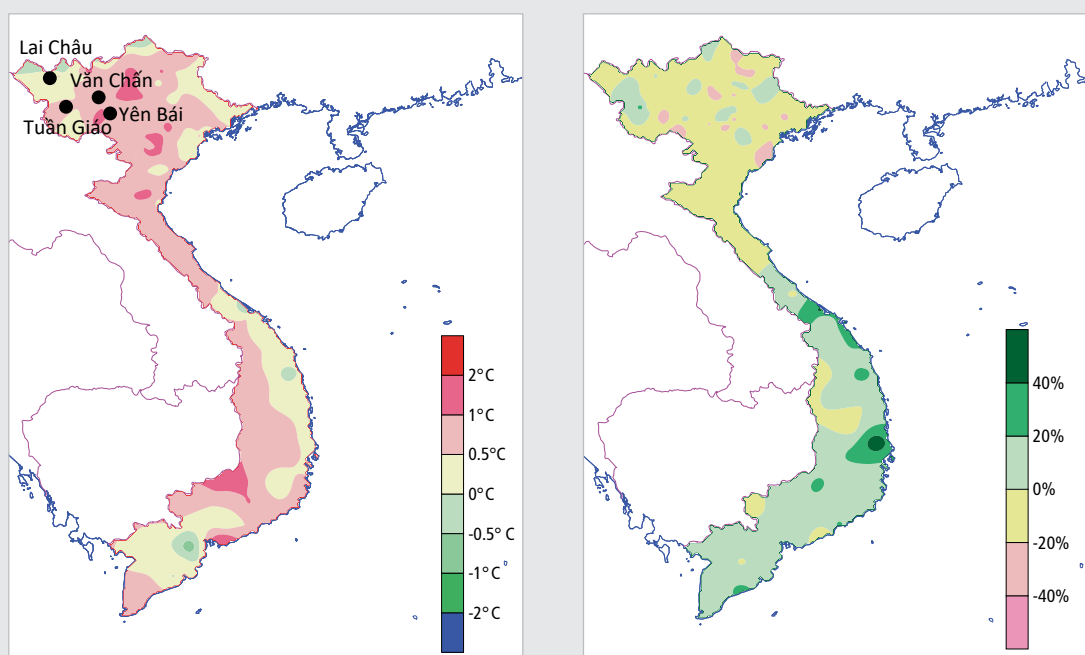 Lai Châu
Văn Chấn
Yên Bái
Tuần Giáo
2°C
1°C
0.5°C
0°C
-0.5°C
-1°C
-2°C
40%
20%
0%
-20%
-40%